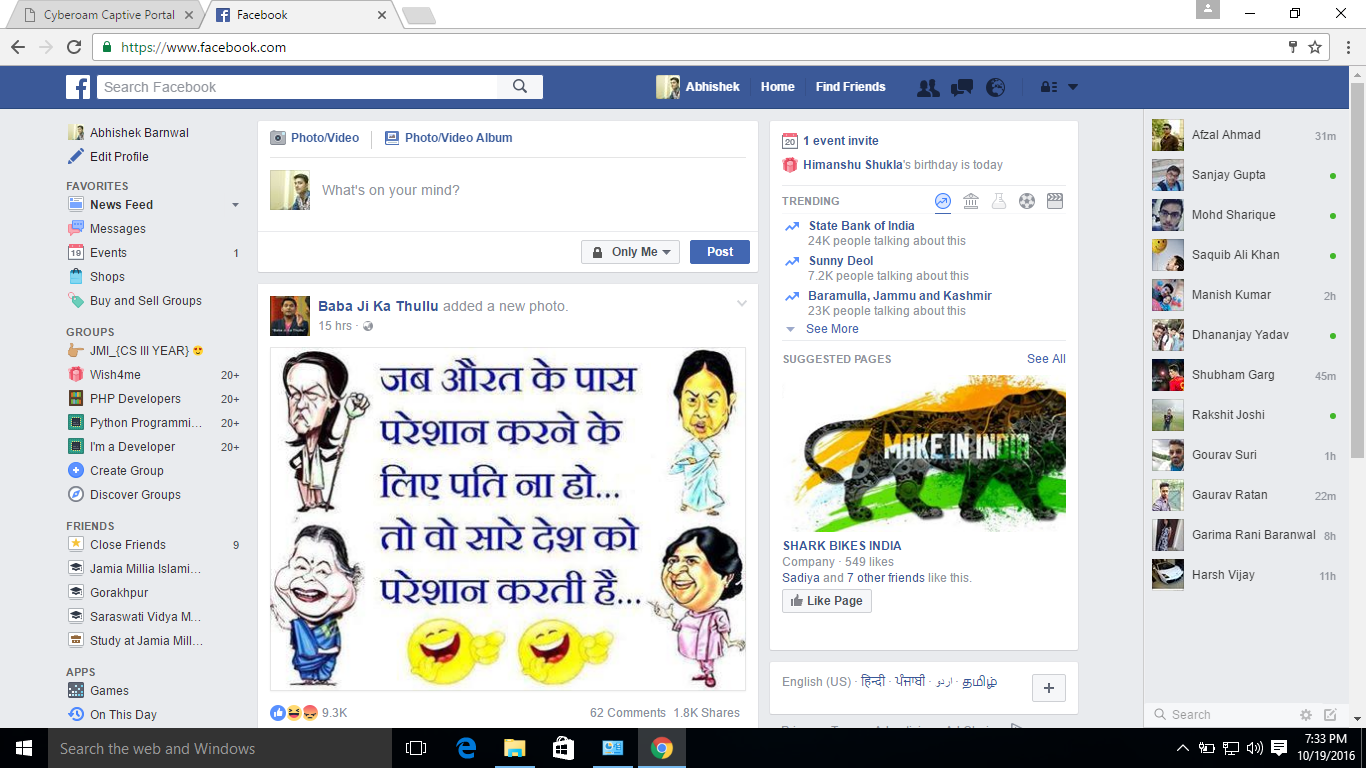 Cyberoam Captive Portal
Facebook
https://www.facebook.com
Search Facebook
Abhishek
Home
Find Friends
Abhishek Barnwal
Edit Profile
FAVORITES
News Feed
Messages
19 Events 1
Shops
Buy and Sell Groups
GROUPS
JMI_{CS III YEAR}
Wish4me 20+
PHP Developers 20+
Python Programmi... 20+
I'm a Developer 20+
Create Group
Discover Groups
FRIENDS
Close Friends 9
Jamia Millia Islami...
Gorakhpur
Saraswati Vidya M...
Study at Jamia Mill...
APPS
Games
On This Day
Photo/Video
Photo/Video Album
What's on your mind?
Only Me
Post
Baba Ji Ka Thullu added a new photo.
15 hrs ·
"Baba Ji Ka Thullu"
जब औरत के पास
परेशान करने के
लिए पति ना हो...
तो वो सारे देश को
परेशान करती है...
9.3K
62 Comments 1.8K Shares
20 1 event invite
Himanshu Shukla's birthday is today
TRENDING
State Bank of India
24K people talking about this
Sunny Deol
7.2K people talking about this
Baramulla, Jammu and Kashmir
23K people talking about this
See More
SUGGESTED PAGES See All
MAKE IN INDIA
SHARK BIKES INDIA
Company · 549 likes
Sadiya and 7 other friends like this.
Like Page
English (US) · हिन्दी · ਪੰਜਾਬੀ · اردو · தமிழ்
Afzal Ahmad 31m
Sanjay Gupta
Mohd Sharique
Saquib Ali Khan
Manish Kumar 2h
Dhananjay Yadav
Shubham Garg 45m
Rakshit Joshi
Gourav Suri 1h
Gaurav Ratan 22m
Garima Rani Baranwal 8h
Harsh Vijay 11h
Search
Search the web and Windows
7:33 PM
10/19/2016